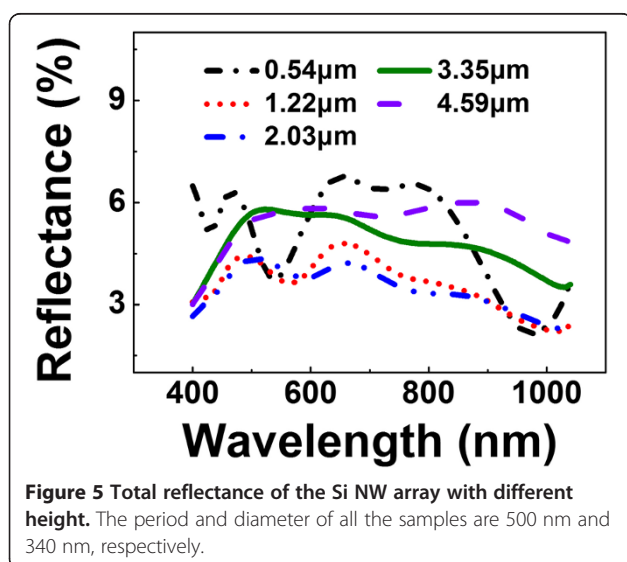 Reflectance (%)
9
6
3
0.54μm
3.35μm
1.22μm
4.59μm
2.03μm
400 600 800 1000
Wavelength (nm)
Figure 5 Total reflectance of the Si NW array with different
height. The period and diameter of all the samples are 500 nm and
340 nm, respectively.